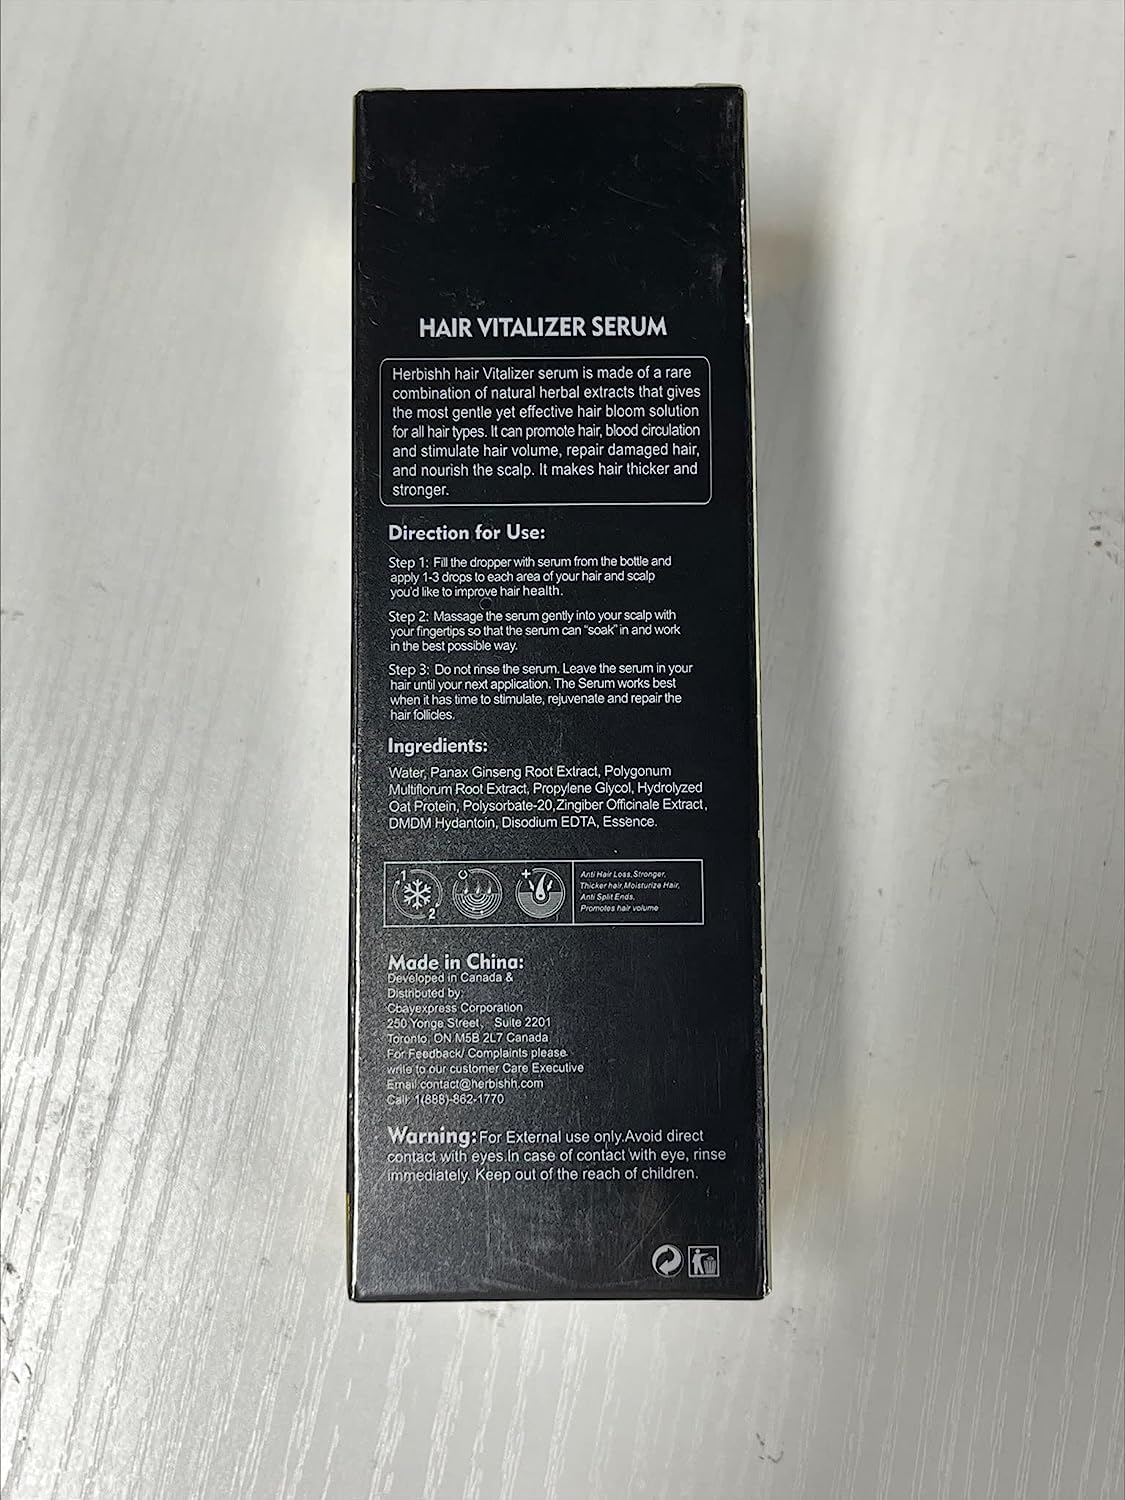 HAIR VITALIZER SERUM
Herbishh hair Vitalizer serum is made of a rare
combination of natural herbal extracts that gives
the most gentle yet effective hair bloom solution
for all hair types. It can promote hair, blood circulation
and stimulate hair volume, repair damaged hair,
and nourish the scalp. It makes hair thicker and
stronger.
Direction for Use:
Step 1: Fill the dropper with serum from the bottle and
apply 1-3 drops to each area of your hair and scalp
you'd like to improve hair health.
Step 2: Massage the serum gently into your scalp with
your fingertips so that the serum can "soak" in and work
in the best possible way.
Step 3: Do not rinse the serum. Leave the serum in your
hair until your next application. The Serum works best
when it has time to stimulate, rejuvenate and repair the
hair follicles.
Ingredients:
Water, Panax Ginseng Root Extract, Polygonum
Multiflorum Root Extract, Propylene Glycol, Hydrolyzed
Oat Protein, Polysorbate-20,Zingiber Officinale Extract,
DMDM Hydantoin, Disodium EDTA, Essence.
1
2
Anti Hair Loss,Stronger,
Thicker hair,Moisturize Hair,
Anti Split Ends,
Promotes hair volume
Made in China:
Developed in Canada &
Distributed by:
Cbayexpress Corporation
250 Yonge Street, Suite 2201
Toronto, ON M5B 2L7 Canada
For Feedback/ Complaints please
write to our customer Care Executive
Email:contact@herbishh.com
Call: 1(888)-862-1770
Warning:For External use only.Avoid direct
contact with eyes.In case of contact with eye, rinse
immediately. Keep out of the reach of children.